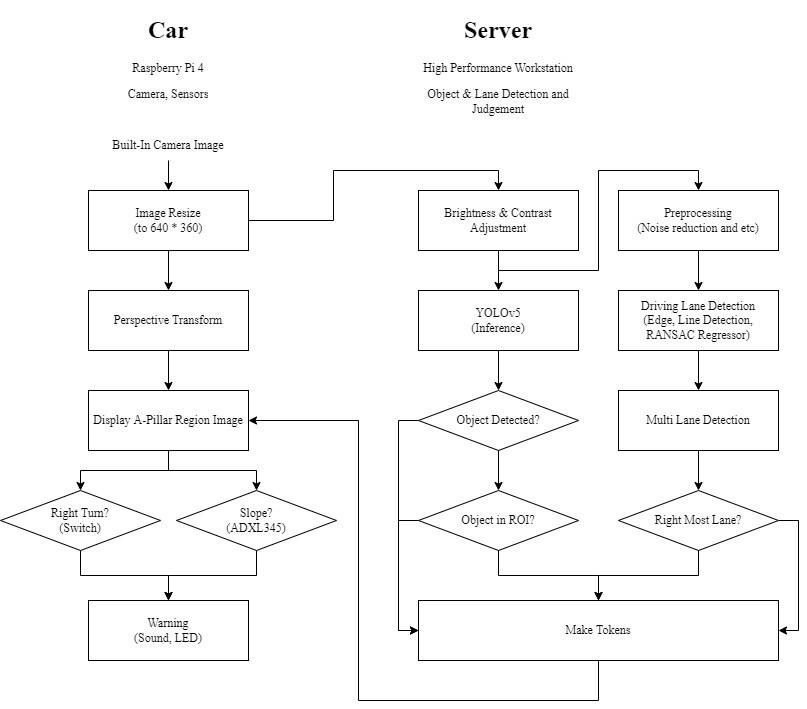 Car
Raspberry Pi 4
Camera, Sensors
Built-In Camera Image
Image Resize
(to 640 * 360)
Perspective Transform
Display A-Pillar Region Image
Right Turn?
(Switch)
Slope?
(ADXL345)
Warning
(Sound, LED)
Server
High Performance Workstation
Object & Lane Detection and
Judgement
Brightness & Contrast
Adjustment
YOLOv5
(Inference)
Object Detected?
Object in ROI?
Preprocessing
(Noise reduction and etc)
Driving Lane Detection
(Edge, Line Detection,
RANSAC Regressor)
Multi Lane Detection
Right Most Lane?
Make Tokens